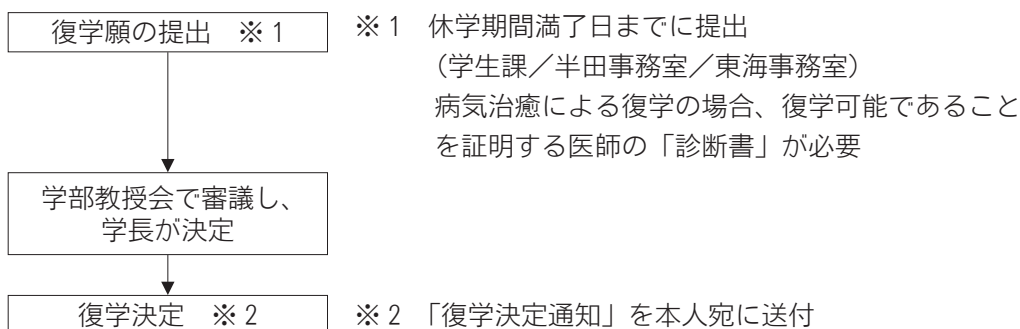 復学願の提出　※１
※１　休学期間満了日までに提出
（学生課／半田事務室／東海事務室）
病気治癒による復学の場合、復学可能であること
を証明する医師の「診断書」が必要
学部教授会で審議し、
学長が決定
復学決定　※２
※２　「復学決定通知」を本人宛に送付